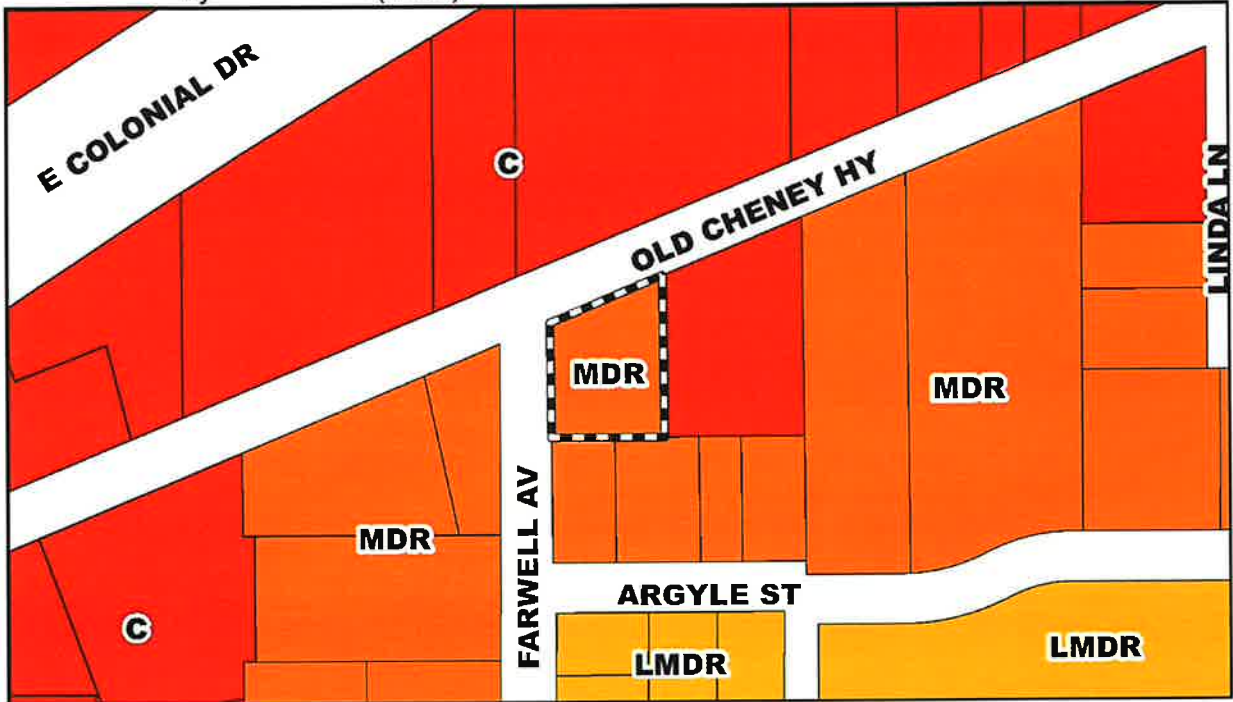 E COLONIAL DR
C
OLD CHENEY HY
LINDA LN
MDR
MDR
MDR
FARWELL AV
ARGYLE ST
C
LMDR
LMDR